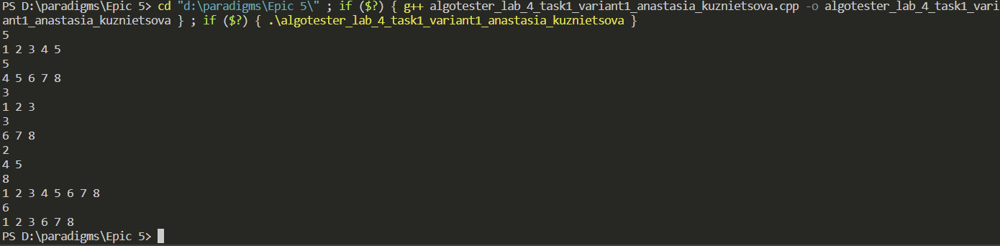 PS D:\paradigms\Epic 5> cd "d:\paradigms\Epic 5\" ; if ($?) { g++ algotester_lab_4_task1_variant1_anastasia_kuznietsova.cpp -o algotester_lab_4_task1_vari
ant1_anastasia_kuznietsova } ; if ($?) { .\algotester_lab_4_task1_variant1_anastasia_kuznietsova }
5
1 2 3 4 5
5
4 5 6 7 8
3
1 2 3
3
6 7 8
2
4 5
8
1 2 3 4 5 6 7 8
6
1 2 3 6 7 8
PS D:\paradigms\Epic 5>